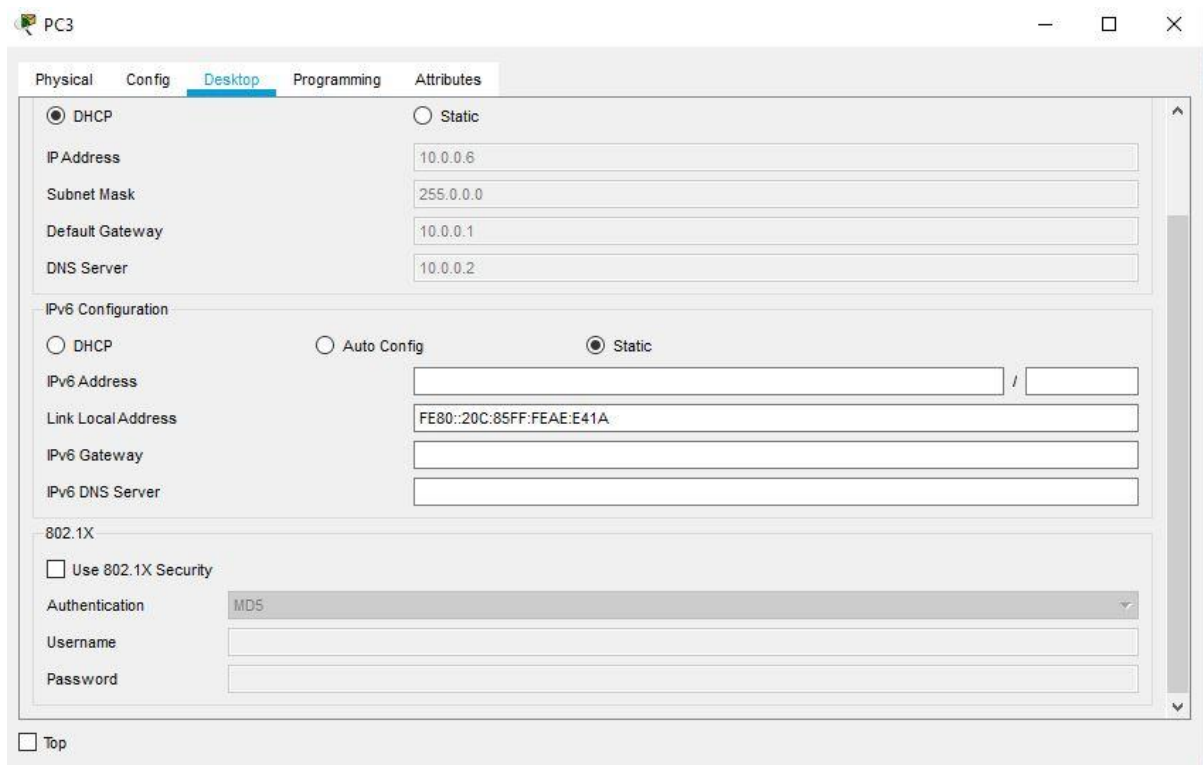 PC3
Physical Config Desktop Programming Attributes
DHCP Static
IP Address 10.0.0.6
Subnet Mask 255.0.0.0
Default Gateway 10.0.0.1
DNS Server 10.0.0.2
IPv6 Configuration
DHCP Auto Config Static
IPv6 Address /
Link Local Address FE80::20C:85FF:FEAE:E41A
IPv6 Gateway
IPv6 DNS Server
802.1X
Use 802.1X Security
Authentication MD5
Username
Password
Top